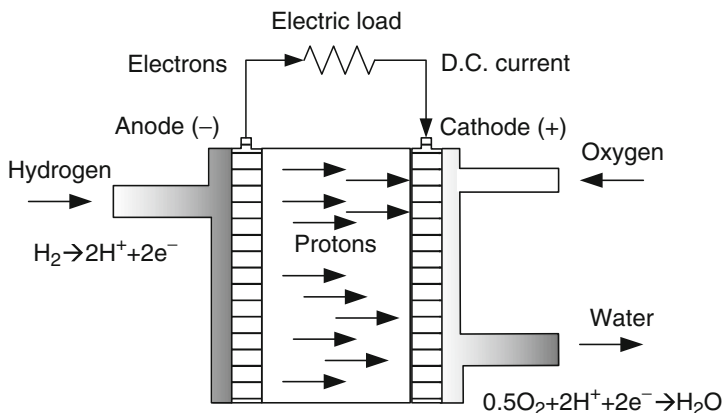 Electric load
Electrons
D.C. current
Anode (–)
Cathode (+)
Hydrogen
Oxygen
H₂→2H⁺+2e⁻
Protons
Water
0.5O₂+2H⁺+2e⁻→H₂O